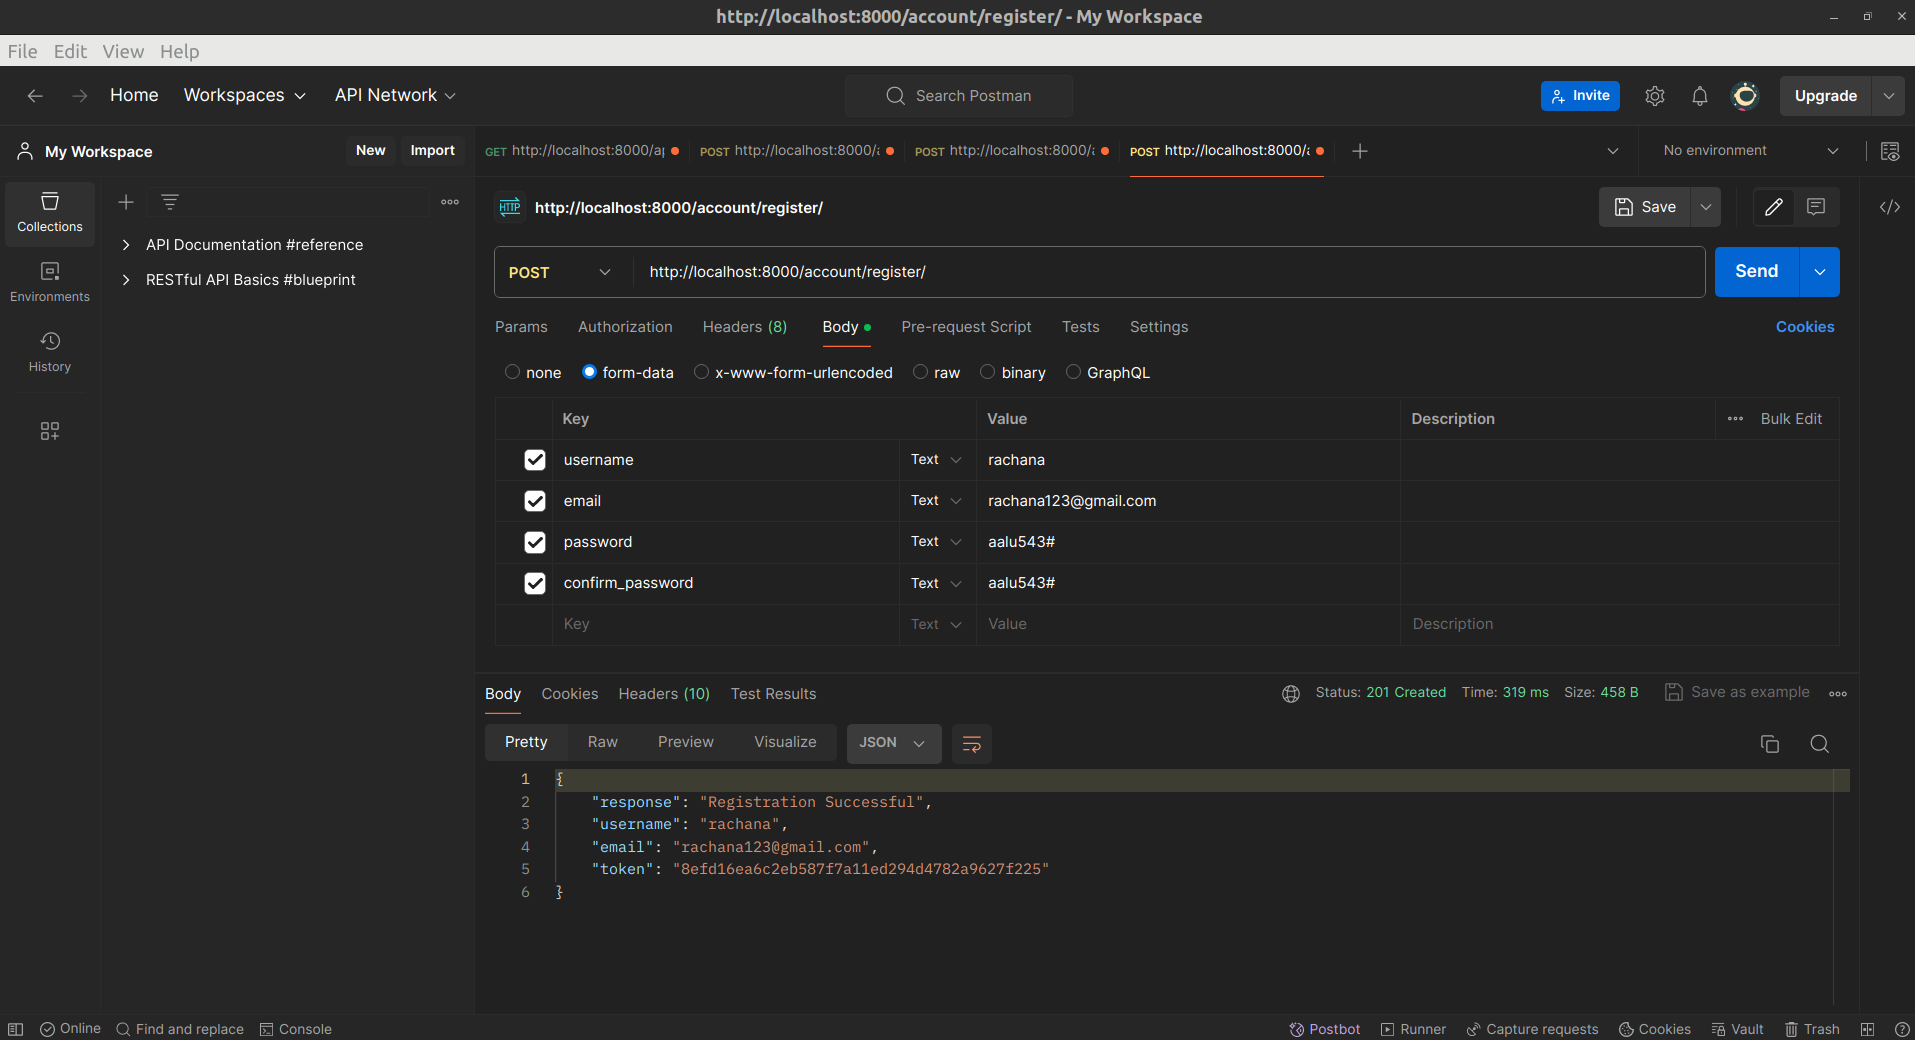 http://localhost:8000/account/register/ - My Workspace
File Edit View Help
Home Workspaces API Network Search Postman Invite Upgrade
My Workspace New Import GET http://localhost:8000/ap POST http://localhost:8000/a POST http://localhost:8000/a POST http://localhost:8000/a No environment
Collections
Environments
History
API Documentation #reference
RESTful API Basics #blueprint
HTTP http://localhost:8000/account/register/ Save
POST http://localhost:8000/account/register/ Send
Params Authorization Headers (8) Body Pre-request Script Tests Settings Cookies
none form-data x-www-form-urlencoded raw binary GraphQL
Key Value Description Bulk Edit
username Text rachana
email Text rachana123@gmail.com
password Text aalu543#
confirm_password Text aalu543#
Key Text Value Description
Body Cookies Headers (10) Test Results Status: 201 Created Time: 319 ms Size: 458 B Save as example
Pretty Raw Preview Visualize JSON
1 {
2 "response": "Registration Successful",
3 "username": "rachana",
4 "email": "rachana123@gmail.com",
5 "token": "8efd16ea6c2eb587f7a11ed294d4782a9627f225"
6 }
Online Find and replace Console Postbot Runner Capture requests Cookies Vault Trash